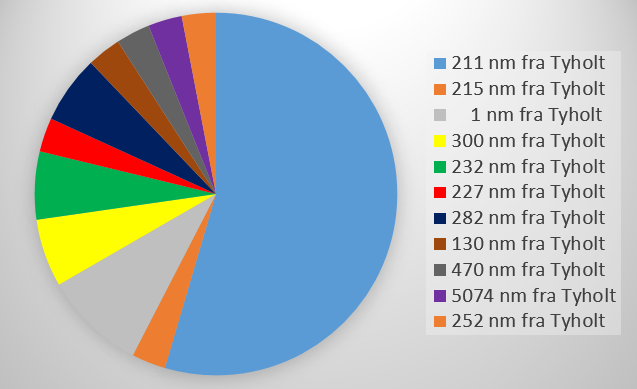 211 nm fra Tyholt
215 nm fra Tyholt
1 nm fra Tyholt
300 nm fra Tyholt
232 nm fra Tyholt
227 nm fra Tyholt
282 nm fra Tyholt
130 nm fra Tyholt
470 nm fra Tyholt
5074 nm fra Tyholt
252 nm fra Tyholt